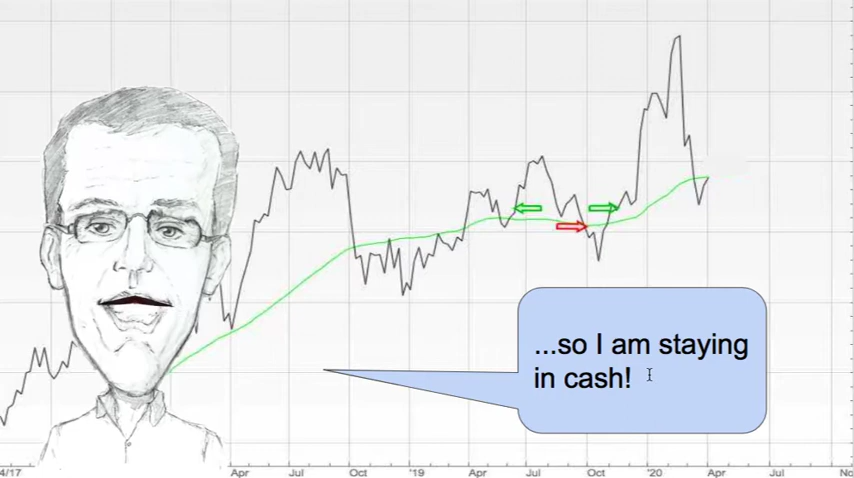 ...so I am staying
in cash!
4/17 Apr Jul Oct '19 Apr Jul Oct '20 Apr Jul No